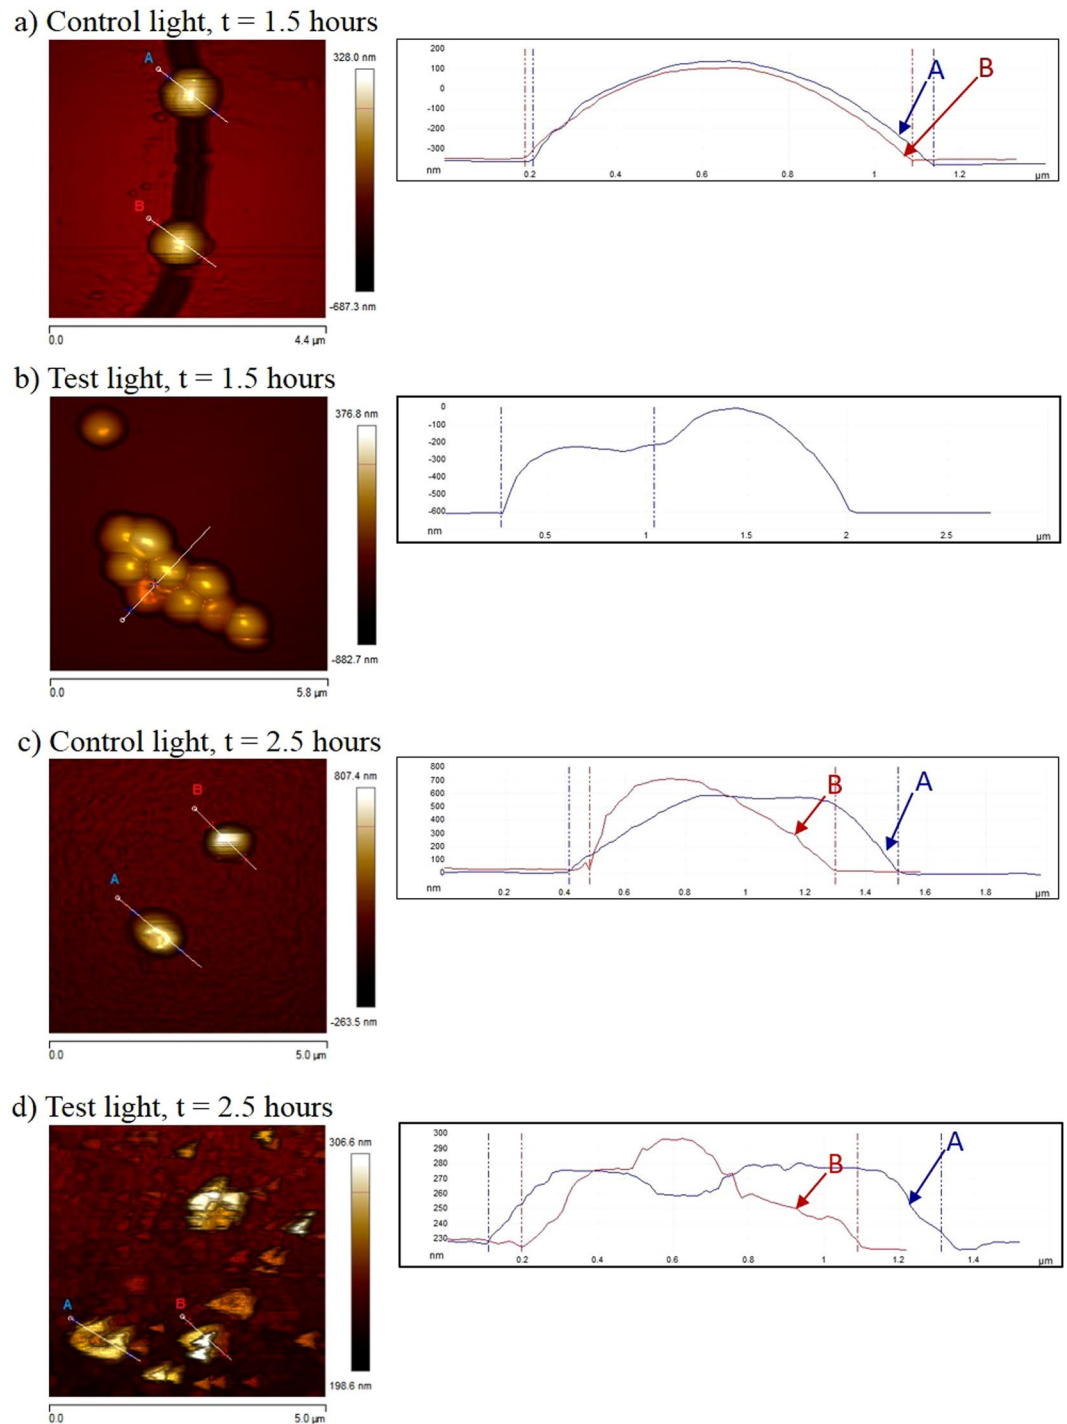 a) Control light, t = 1.5 hours
A
B
328.0 nm
-687.3 nm
0.0
4.4 µm
200
100
0
-100
-200
-300
nm
0.2
0.4
0.6
0.8
1
1.2
µm
A
B
b) Test light, t = 1.5 hours
376.8 nm
-882.7 nm
0.0
5.8 µm
0
-100
-200
-300
-400
-500
-600
nm
0.5
1
1.5
2
2.5
µm
c) Control light, t = 2.5 hours
B
A
807.4 nm
-263.5 nm
0.0
5.0 µm
800
700
600
500
400
300
200
100
0
nm
0.2
0.4
0.6
0.8
1
1.2
1.4
1.6
1.8
µm
B
A
d) Test light, t = 2.5 hours
A
B
306.6 nm
198.6 nm
0.0
5.0 µm
300
290
280
270
260
250
240
230
nm
0.2
0.4
0.6
0.8
1
1.2
1.4
µm
B
A